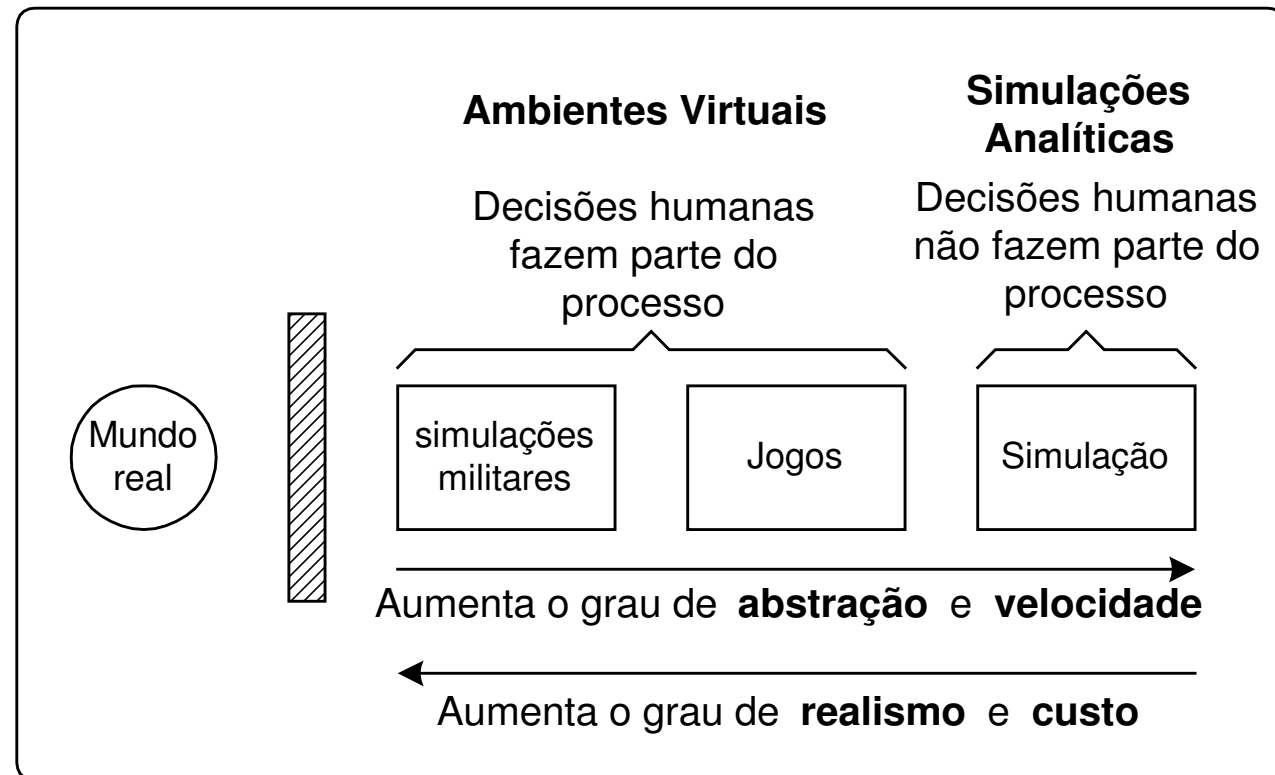 Ambientes Virtuais
Decisões humanas
fazem parte do
processo
Simulações
Analíticas
Decisões humanas
não fazem parte do
processo
Mundo
real
simulações
militares
Jogos
Simulação
Aumenta o grau de abstração e velocidade
Aumenta o grau de realismo e custo